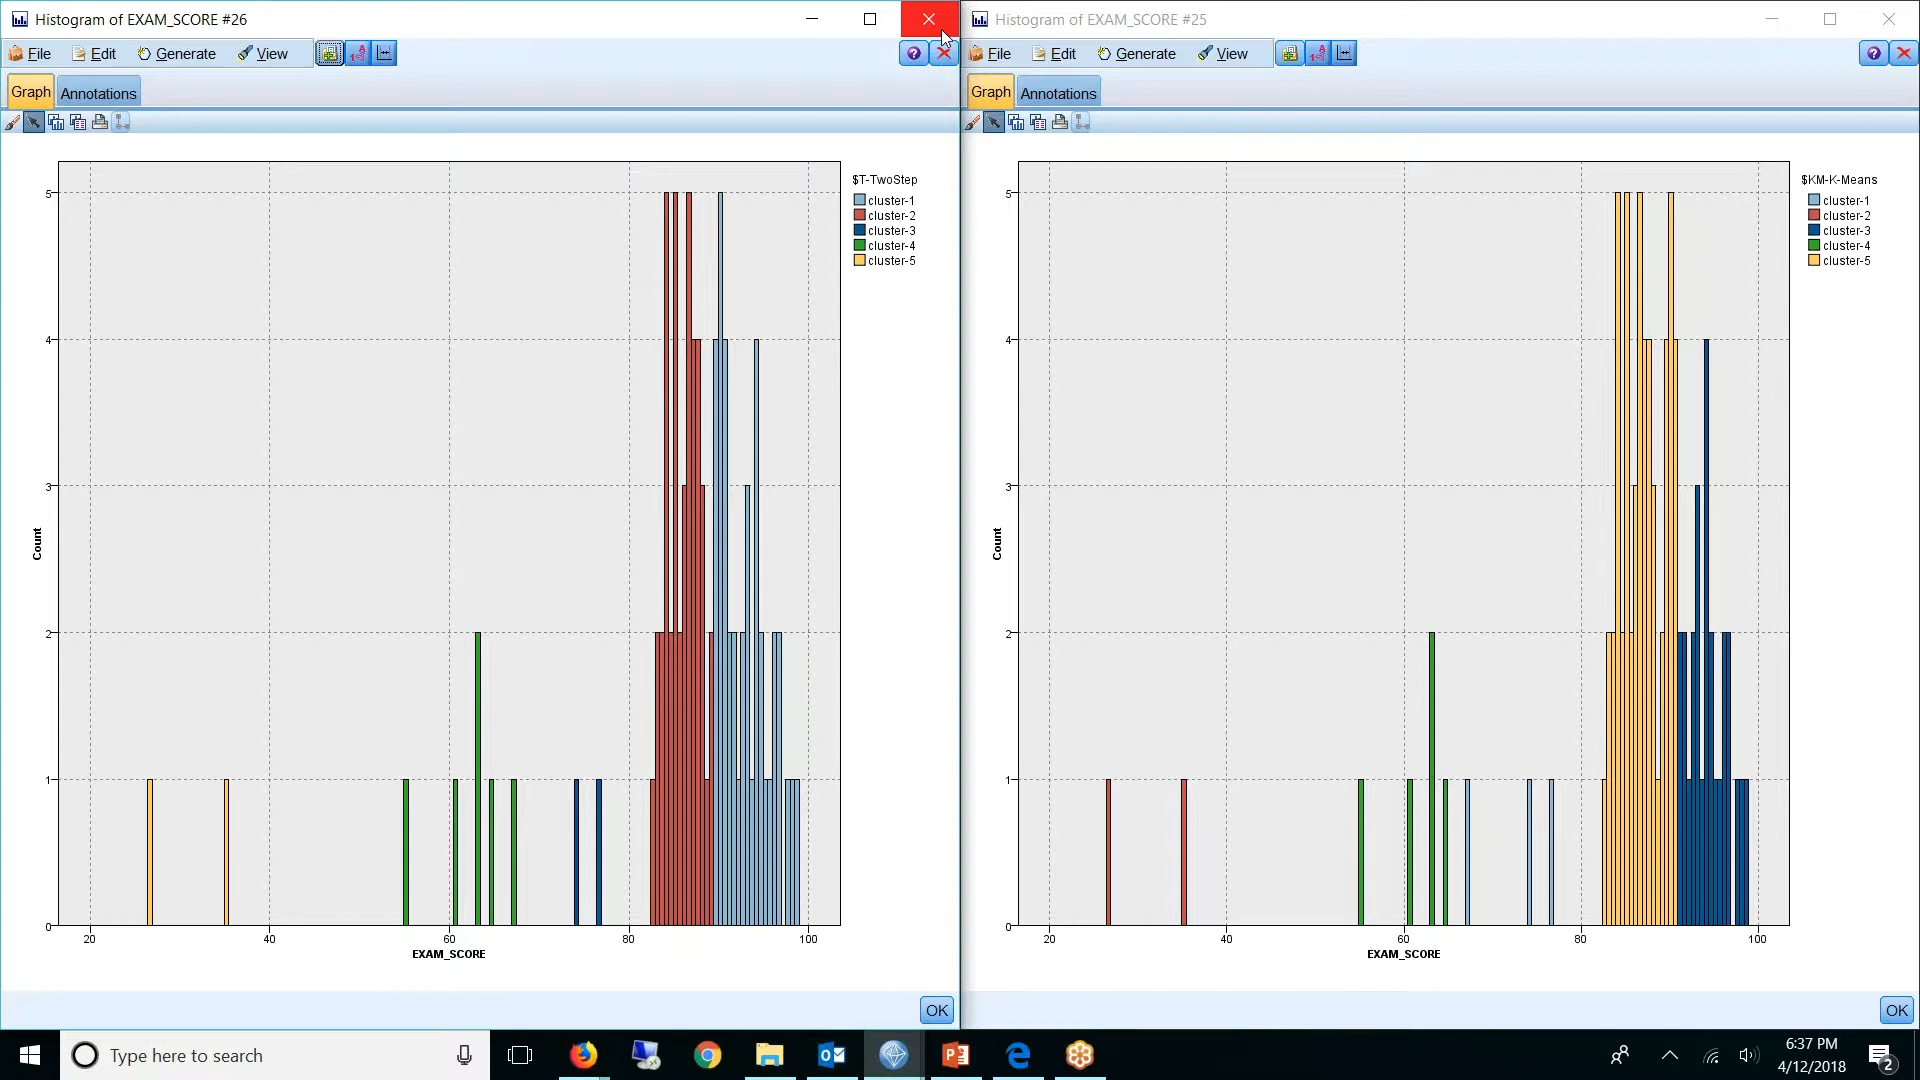 Histogram of EXAM_SCORE #26
File Edit Generate View
Graph Annotations
$T-TwoStep
cluster-1
cluster-2
cluster-3
cluster-4
cluster-5
5
4
3
2
1
0
Count
20 40 60 80 100
EXAM_SCORE
OK
Histogram of EXAM_SCORE #25
File Edit Generate View
Graph Annotations
$KM-K-Means
cluster-1
cluster-2
cluster-3
cluster-4
cluster-5
5
4
3
2
1
0
Count
20 40 60 80 100
EXAM_SCORE
OK
Type here to search
6:37 PM
4/12/2018
2